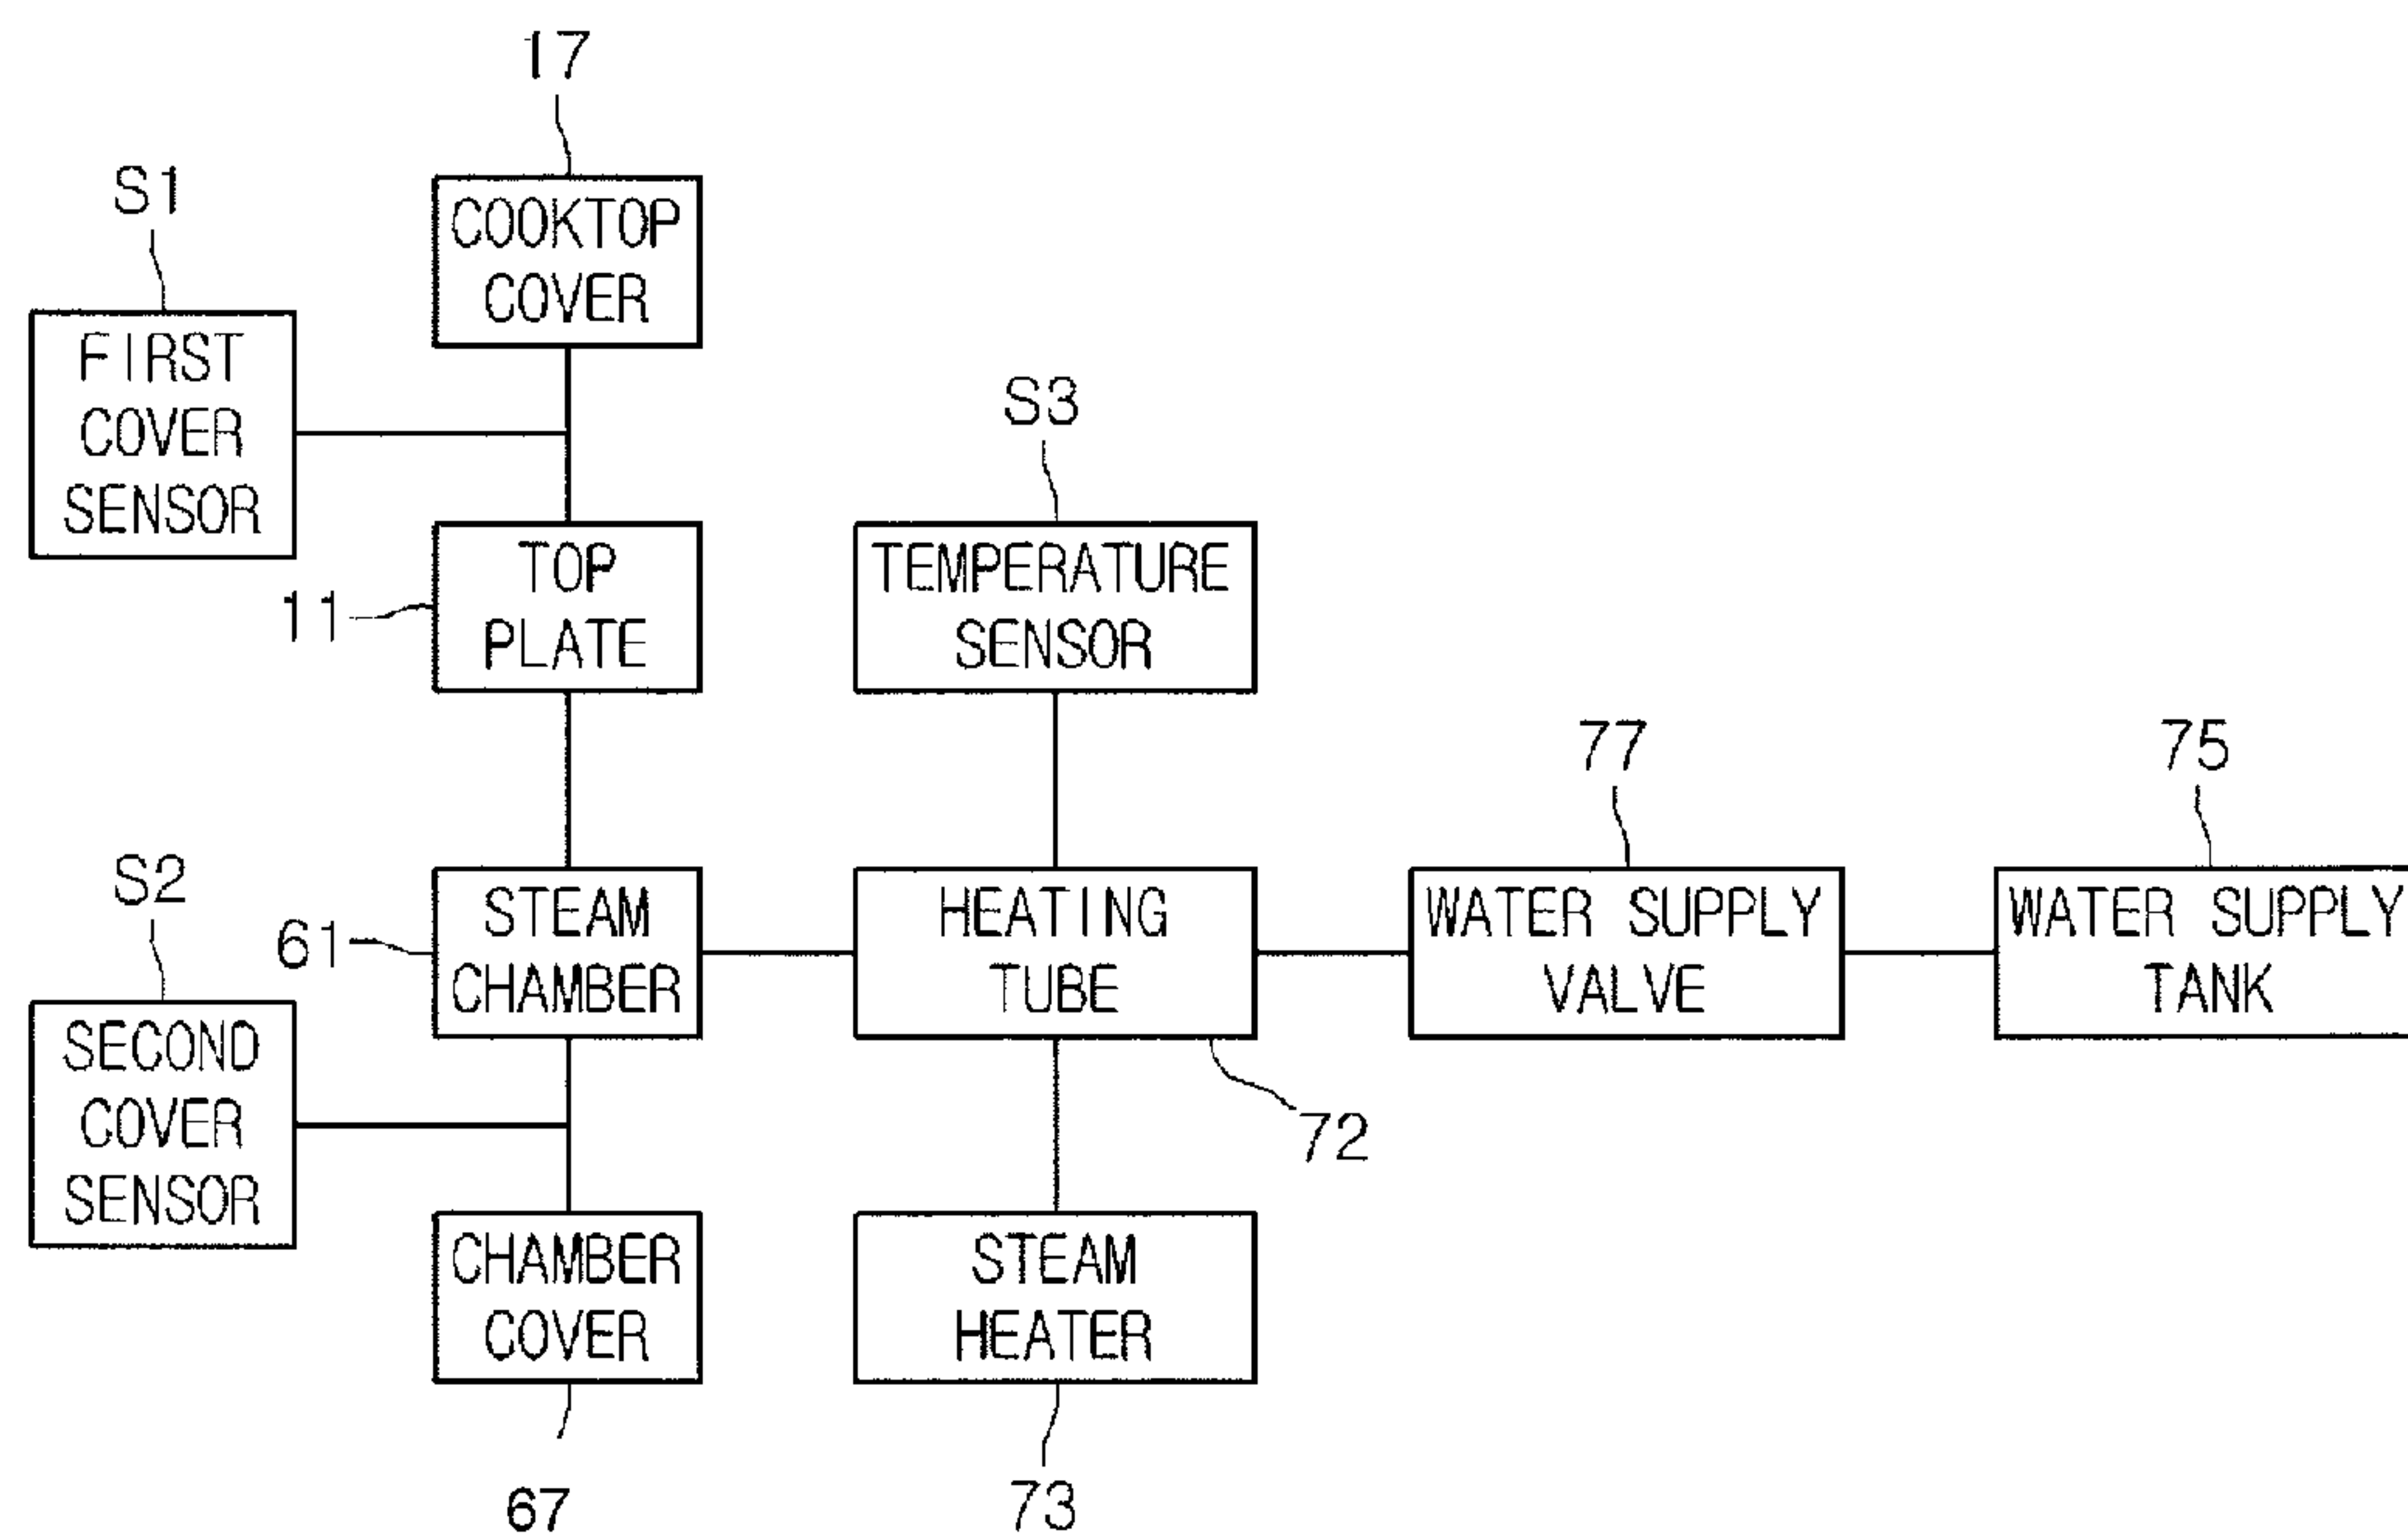 17
S1
COOKTOP
COVER
FIRST
COVER
SENSOR
S3
TOP
PLATE
11
TEMPERATURE
SENSOR
77
75
S2
61
STEAM
CHAMBER
HEATING
TUBE
WATER SUPPLY
VALVE
WATER SUPPLY
TANK
72
SECOND
COVER
SENSOR
CHAMBER
COVER
STEAM
HEATER
67
73